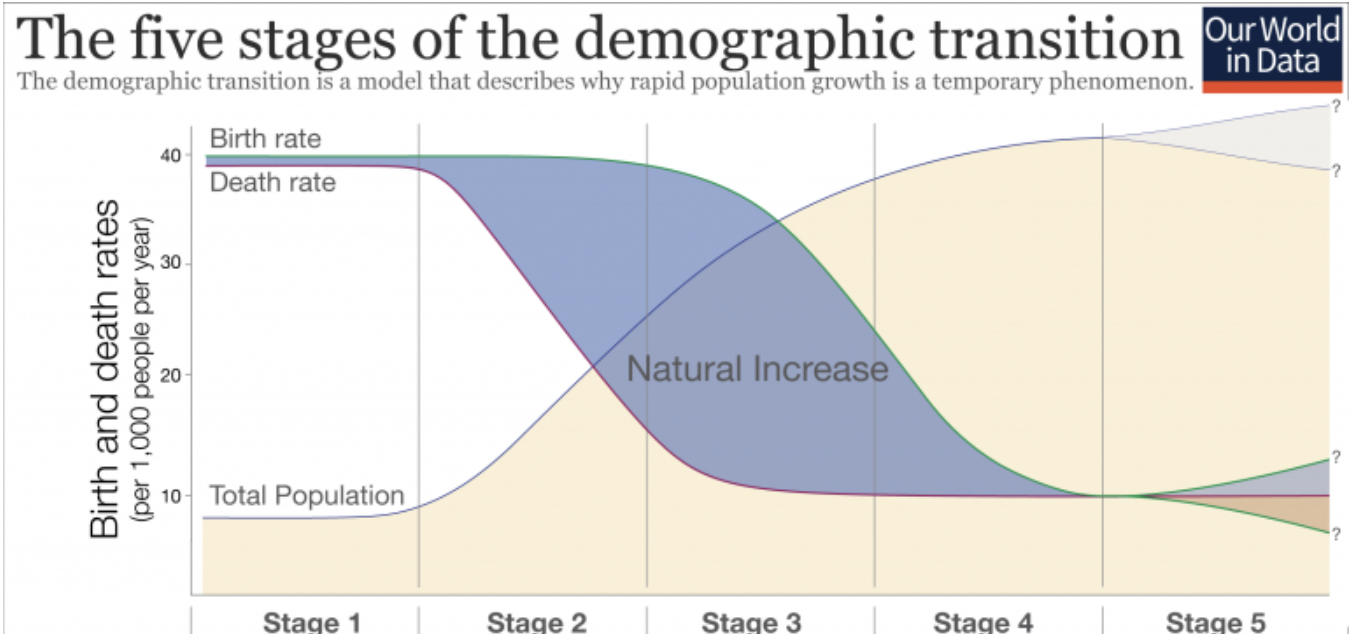 The five stages of the demographic transition
Our World
in Data
The demographic transition is a model that describes why rapid population growth is a temporary phenomenon.
?
Birth rate
40
?
Death rate
30
Birth and death rates
(per 1,000 people per year)
Natural Increase
20
?
Total Population
10
?
Stage 1
Stage 2
Stage 3
Stage 4
Stage 5